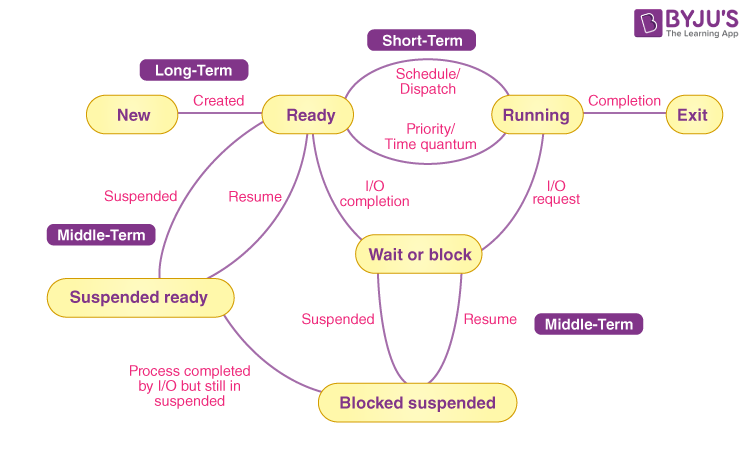 BYJU'S
The Learning App
Short-Term
Long-Term
Schedule/
Dispatch
Created
Completion
New
Ready
Running
Exit
Priority/
Time quantum
Suspended
Resume
I/O
completion
I/O
request
Middle-Term
Wait or block
Suspended ready
Suspended
Resume
Middle-Term
Process completed
by I/O but still in
suspended
Blocked suspended